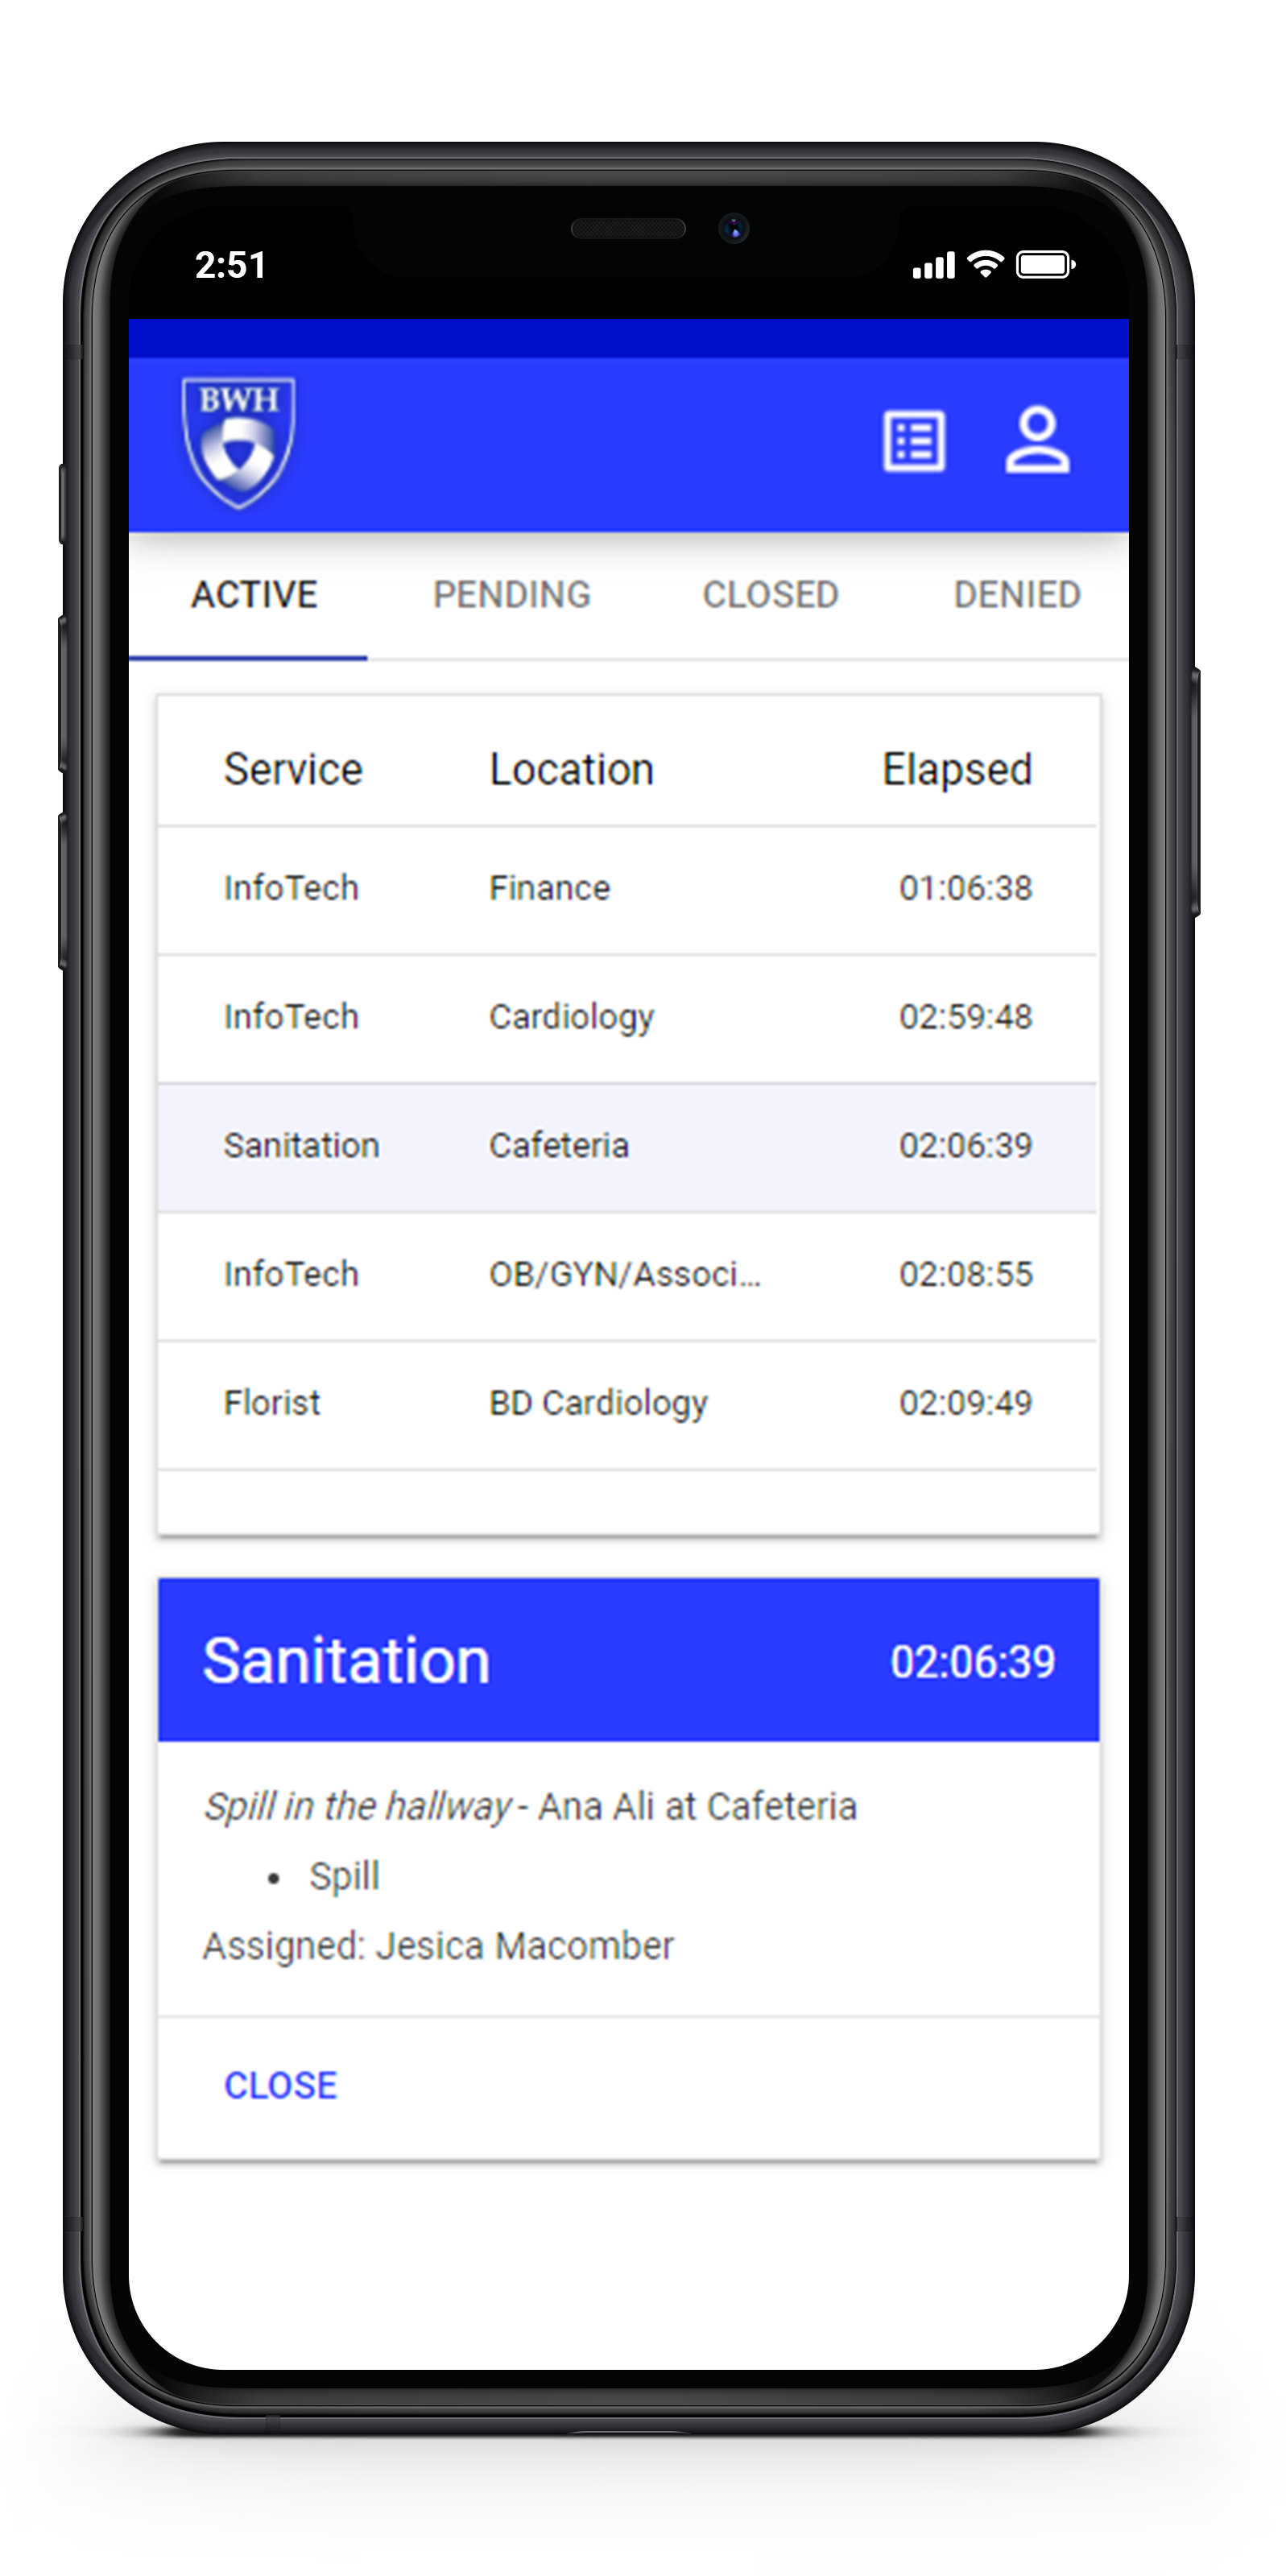 2:51
BWH
ACTIVE PENDING CLOSED DENIED
Service Location Elapsed
InfoTech Finance 01:06:38
InfoTech Cardiology 02:59:48
Sanitation Cafeteria 02:06:39
InfoTech OB/GYN/Associ... 02:08:55
Florist BD Cardiology 02:09:49
Sanitation 02:06:39
Spill in the hallway - Ana Ali at Cafeteria
• Spill
Assigned: Jesica Macomber
CLOSE